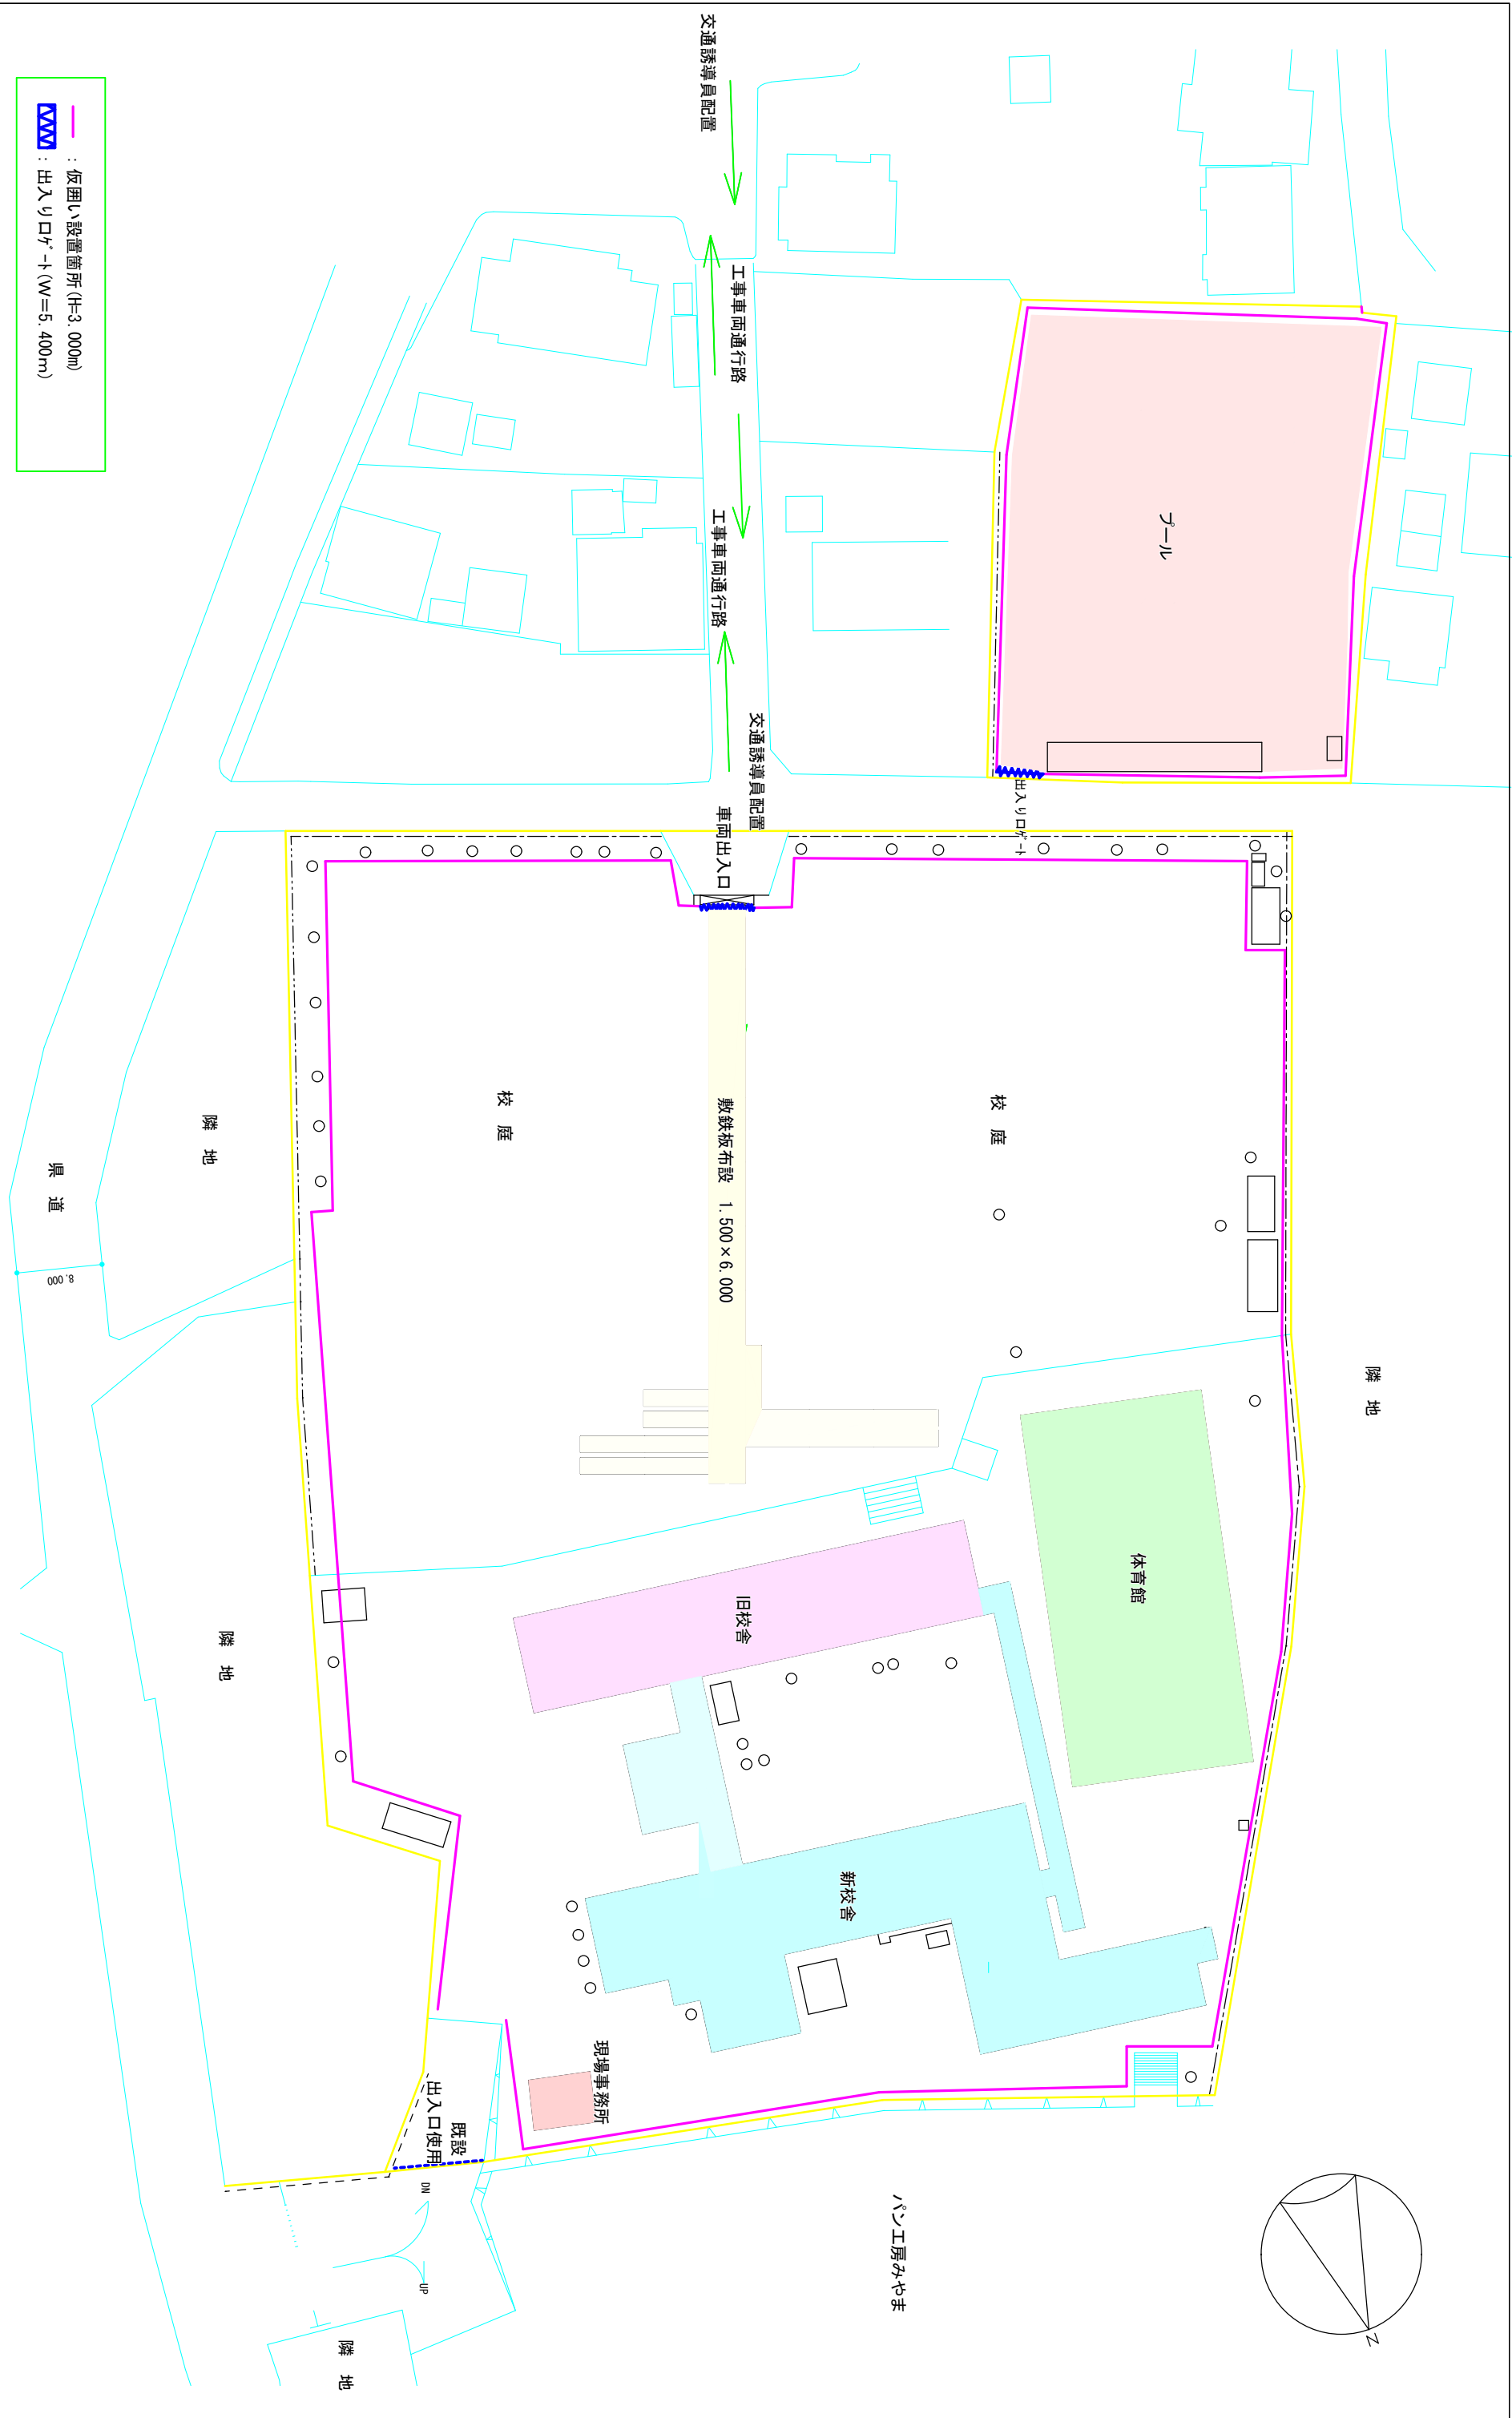 交通誘導員配置
工事車両通行路
工事車両通行路
交通誘導員配置
車両出入口
プール
出入り口ゲート
校　庭
校　庭
敷鉄板布設　1.500×6.000
隣　地
県　道
8.000
隣　地
隣　地
体育館
旧校舎
新校舎
現場事務所
既設
出入口使用
DN
UP
隣　地
パン工房みやま
N
：仮囲い設置箇所(H=3.000m)
：出入り口ゲート(W=5.400m)